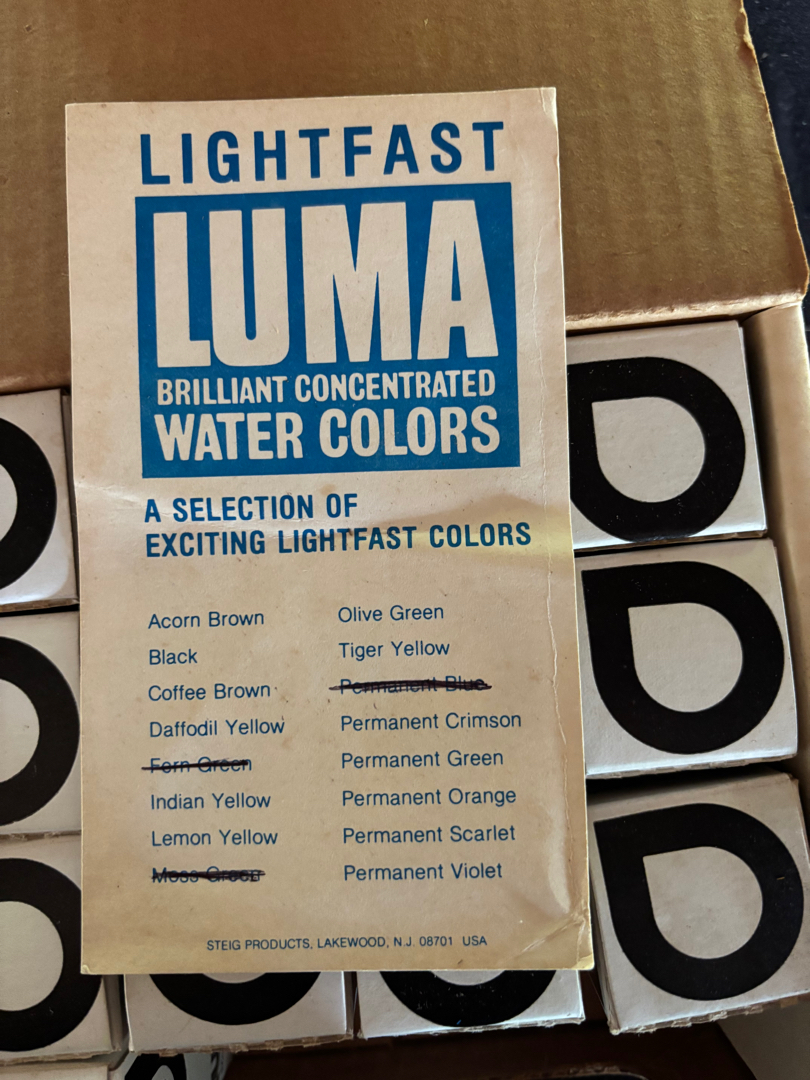 LIGHTFAST
LUMA
BRILLIANT CONCENTRATED
WATER COLORS
A SELECTION OF
EXCITING LIGHTFAST COLORS
Acorn Brown
Black
Coffee Brown
Daffodil Yellow
Fern Green
Indian Yellow
Lemon Yellow
Moss Green
Olive Green
Tiger Yellow
Permanent Blue
Permanent Crimson
Permanent Green
Permanent Orange
Permanent Scarlet
Permanent Violet
STEIG PRODUCTS, LAKEWOOD, N.J. 08701 USA